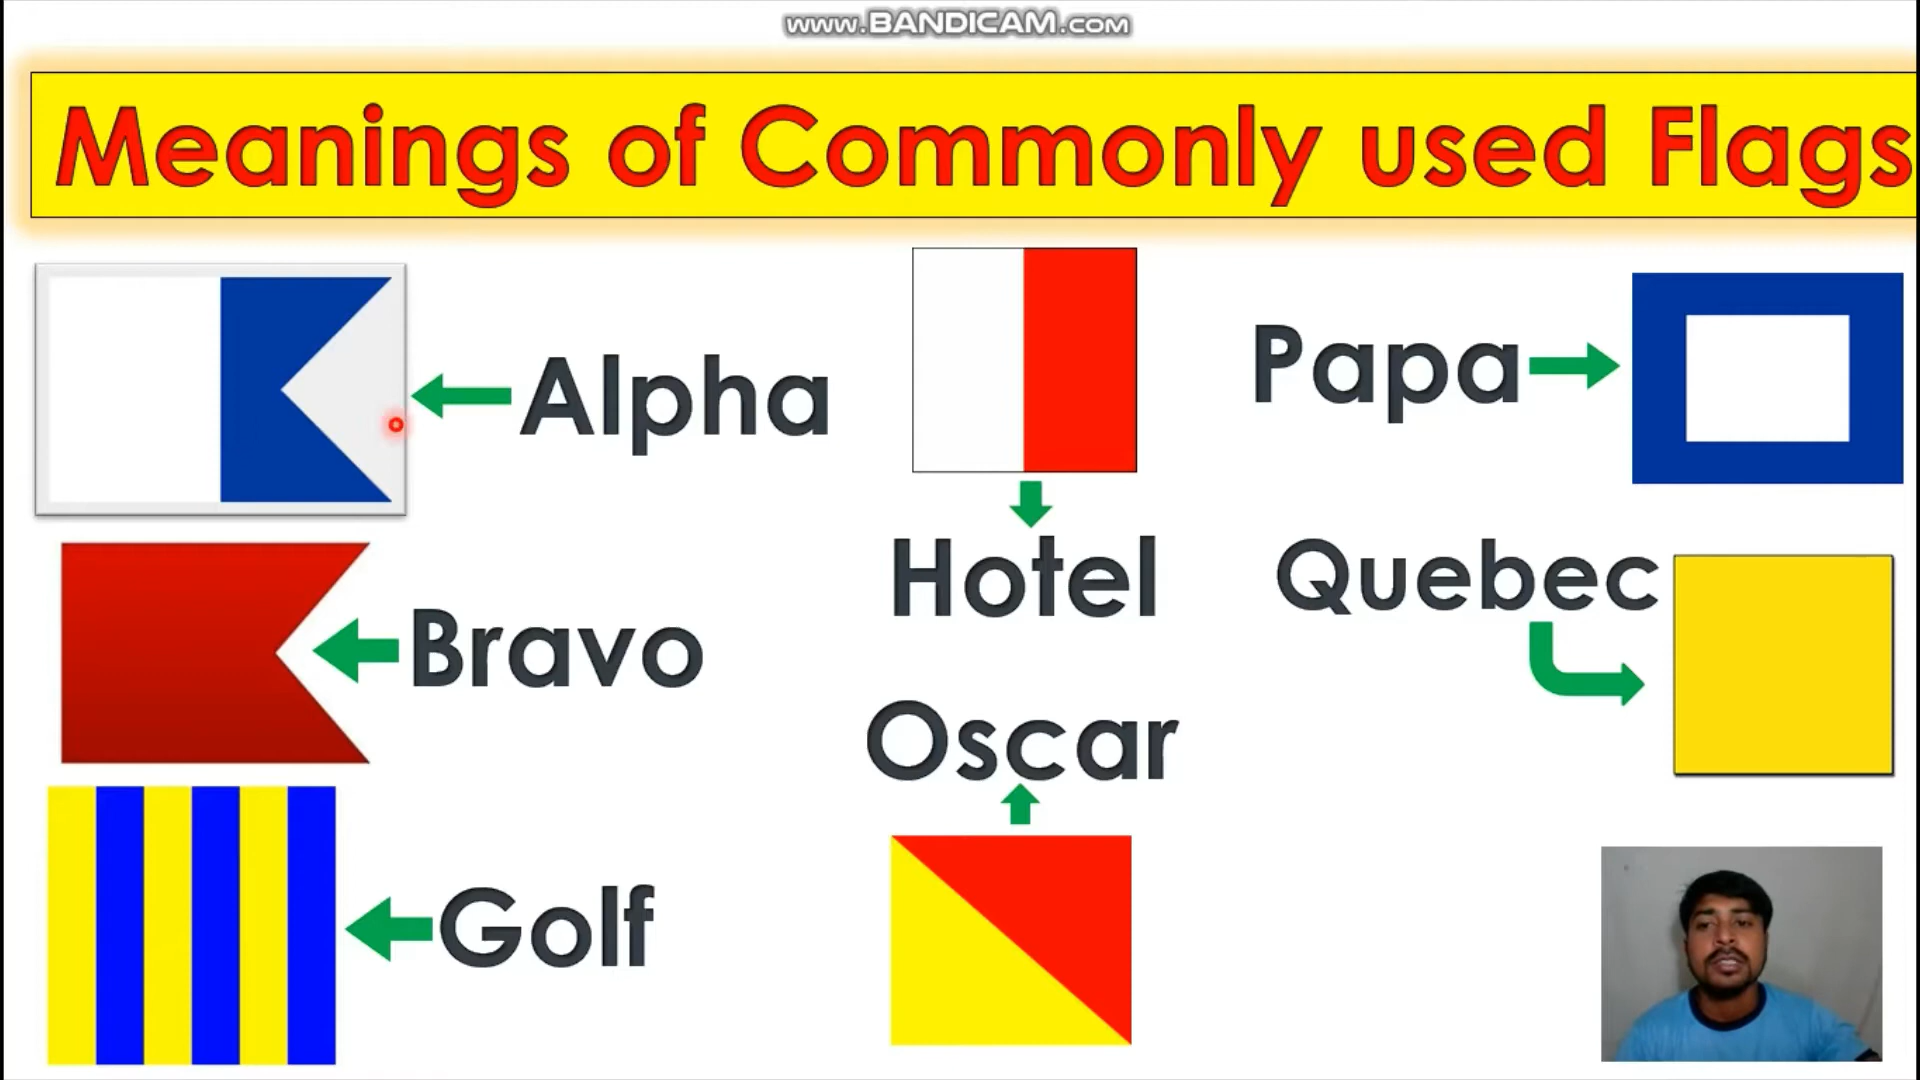 www.BANDICAM.com
Meanings of Commonly used Flags
Alpha
Hotel
Papa
Bravo
Quebec
Oscar
Golf